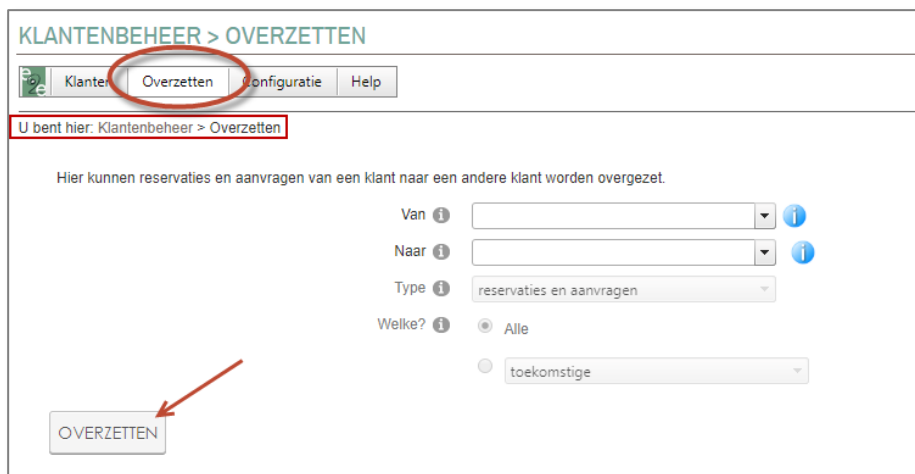 KLANTENBEHEER > OVERZETTEN
e2e Klanten Overzetten Configuratie Help
U bent hier: Klantenbeheer > Overzetten
Hier kunnen reservaties en aanvragen van een klant naar een andere klant worden overgezet.
Van
Naar
Type reservaties en aanvragen
Welke? Alle
toekomstige
OVERZETTEN